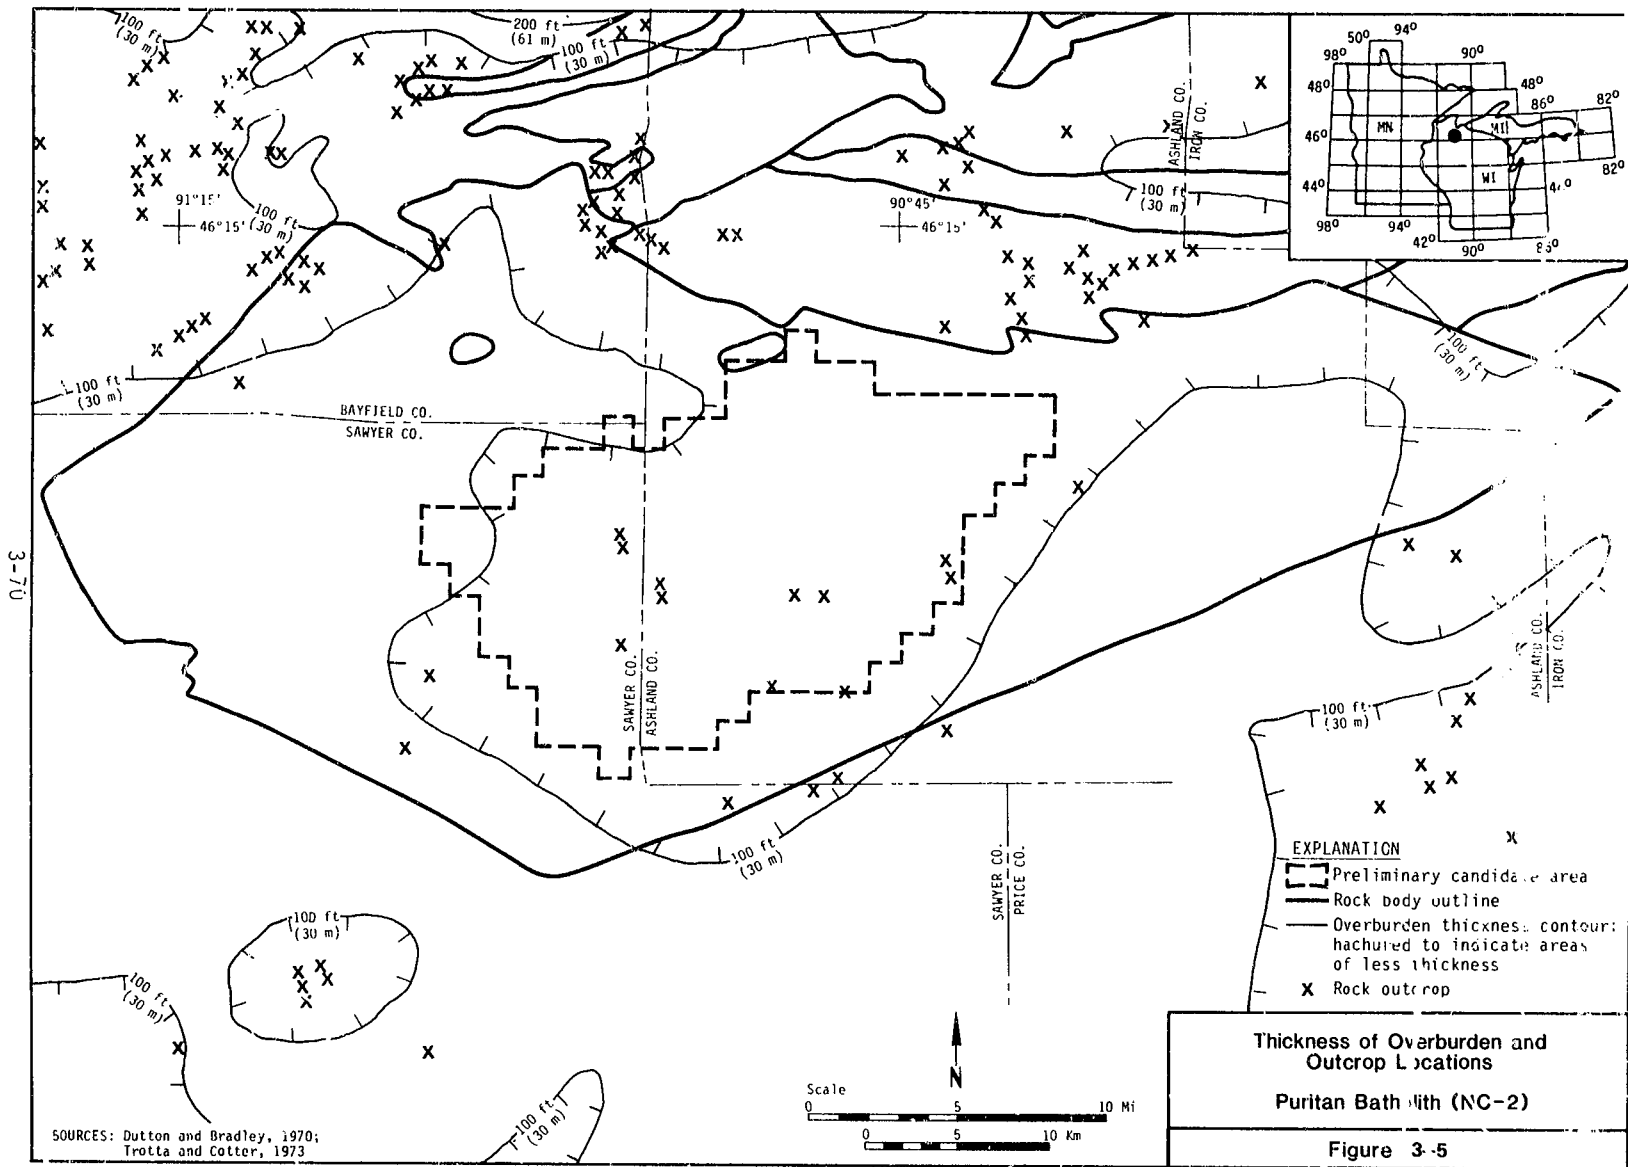 100 ft
(30 m)
200 ft
(61 m)
100 ft
(30 m)
ASHLAND CO.
IRON CO.
100 ft
(30 m)
50° 94°
98° 90°
48° 48°
86° 82°
MN MI
46°
WI
82°
44°
98° 94° 42° 90°
91°15'
46°15'
100 ft
(30 m)
90°45'
46°15'
100 ft
(30 m)
100 ft
(30 m)
BAYFIELD CO.
SAWYER CO.
3-70
SAWYER CO.
ASHLAND CO.
ASHLAND CO.
IRON CO.
100 ft
(30 m)
100 ft
(30 m)
SAWYER CO.
PRICE CO.
100 ft
(30 m)
100 ft
(30 m)
100 ft
(30 m)
EXPLANATION
Preliminary candidate area
Rock body outline
Overburden thickness contour:
hachured to indicate areas
of less thickness
X Rock outcrop
N
Scale
0 5 10 Mi
0 5 10 Km
SOURCES: Dutton and Bradley, 1970;
Trotta and Cotter, 1973
Thickness of Overburden and
Outcrop Locations
Puritan Batholith (NC-2)
Figure 3-5